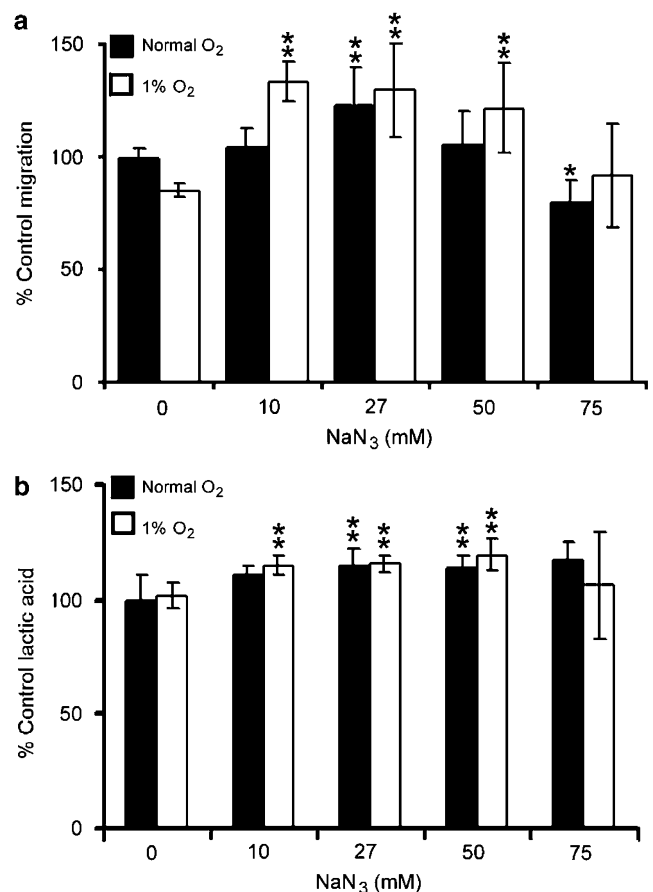 a
150
Normal O₂
1% O₂
100
50
0
% Control migration
**
**
**
**
*
0 10 27 50 75
NaN₃ (mM)
b
150
Normal O₂
1% O₂
100
50
0
% Control lactic acid
**
**
**
**
**
0 10 27 50 75
NaN₃ (mM)